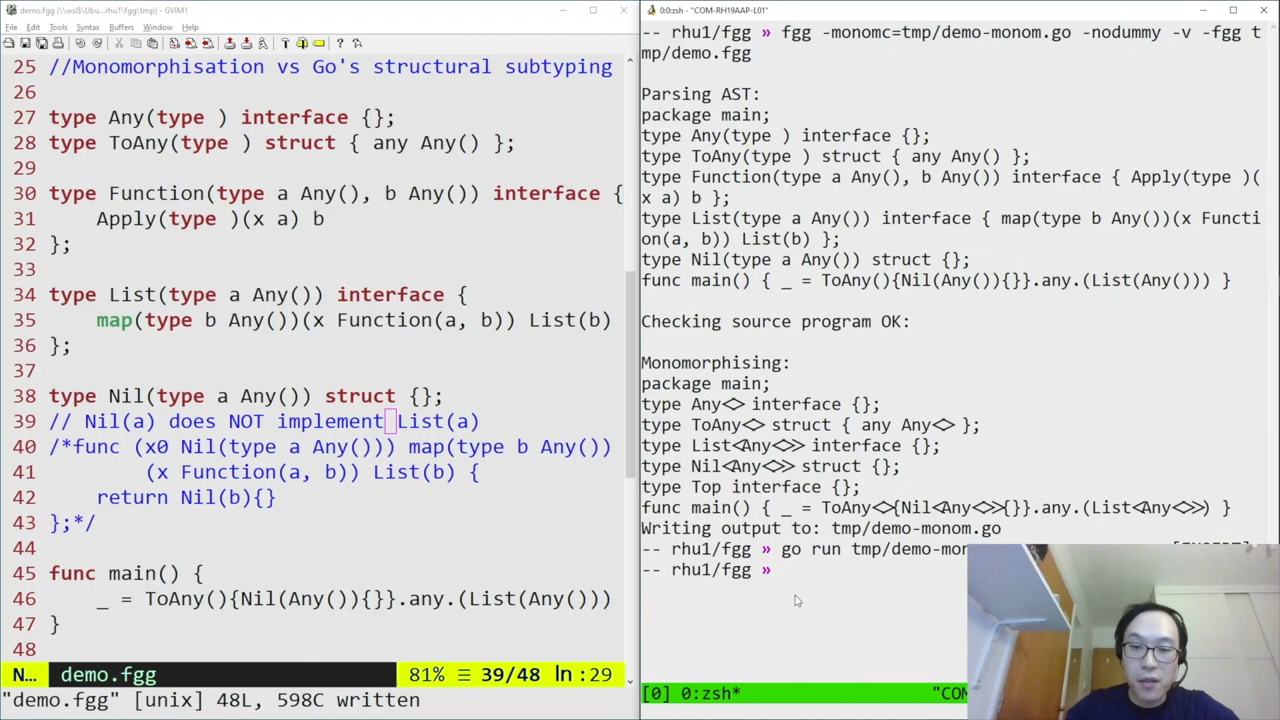 demo.fgg (\\wsl$\Ubu... rhu1\fgg\tmp) - GVIM1
File Edit Tools Syntax Buffers Window Help
25 //Monomorphisation vs Go's structural subtyping
26
27 type Any(type ) interface {};
28 type ToAny(type ) struct { any Any() };
29
30 type Function(type a Any(), b Any()) interface {
31 Apply(type )(x a) b
32 };
33
34 type List(type a Any()) interface {
35 map(type b Any())(x Function(a, b)) List(b)
36 };
37
38 type Nil(type a Any()) struct {};
39 // Nil(a) does NOT implement List(a)
40 /*func (x0 Nil(type a Any())) map(type b Any())
41 (x Function(a, b)) List(b) {
42 return Nil(b){}
43 };*/
44
45 func main() {
46 _ = ToAny(){Nil(Any()){}}.any.(List(Any()))
47 }
48
N... demo.fgg 81% ≡ 39/48 ln:29
"demo.fgg" [unix] 48L, 598C written
0:0:zsh* - "COM-RH19AAP-L01"
-- rhu1/fgg » fgg -monomc=tmp/demo-monom.go -nodummy -v -fgg t
mp/demo.fgg
Parsing AST:
package main;
type Any(type ) interface {};
type ToAny(type ) struct { any Any() };
type Function(type a Any(), b Any()) interface { Apply(type )(
x a) b };
type List(type a Any()) interface { map(type b Any())(x Functi
on(a, b)) List(b) };
type Nil(type a Any()) struct {};
func main() { _ = ToAny(){Nil(Any()){}}.any.(List(Any())) }
Checking source program OK:
Monomorphising:
package main;
type Any<> interface {};
type ToAny<> struct { any Any<> };
type List<Any<>> interface {};
type Nil<Any<>> struct {};
type Top interface {};
func main() { _ = ToAny<>{Nil<Any<>>{}}.any.(List<Any<>>) }
Writing output to: tmp/demo-monom.go
-- rhu1/fgg » go run tmp/demo-mon
-- rhu1/fgg »
[0] 0:zsh* "COM